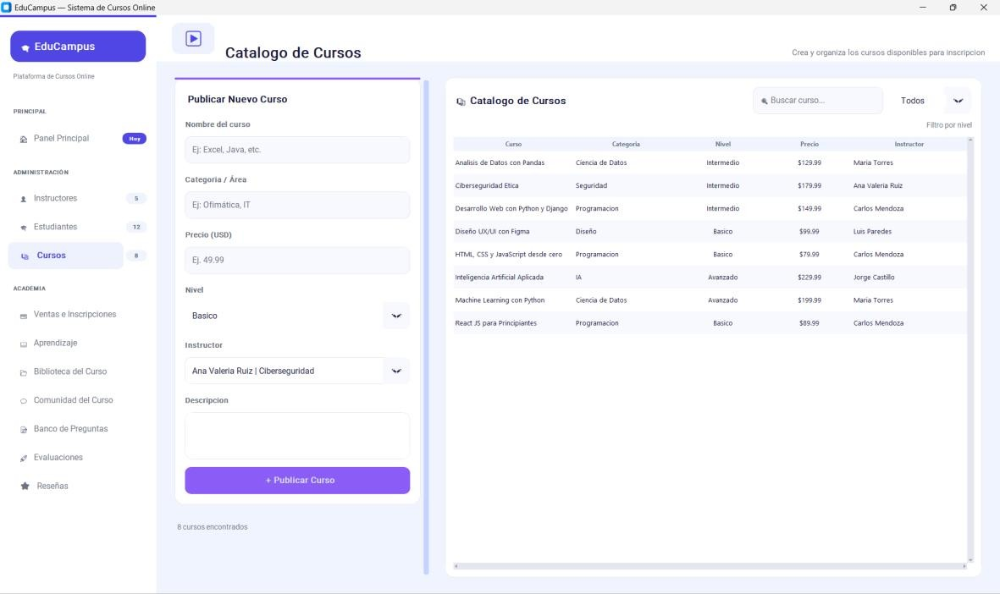 EduCampus — Sistema de Cursos Online
EduCampus
Plataforma de Cursos Online
PRINCIPAL
Panel Principal
Hoy
ADMINISTRACIÓN
Instructores
5
Estudiantes
12
Cursos
8
ACADEMIA
Ventas e Inscripciones
Aprendizaje
Biblioteca del Curso
Comunidad del Curso
Banco de Preguntas
Evaluaciones
Reseñas
Catalogo de Cursos
Crea y organiza los cursos disponibles para inscripcion
Publicar Nuevo Curso
Nombre del curso
Ej: Excel, Java, etc.
Categoria / Área
Ej: Ofimática, IT
Precio (USD)
Ej. 49.99
Nivel
Basico
Instructor
Ana Valeria Ruiz | Ciberseguridad
Descripcion
+ Publicar Curso
8 cursos encontrados
Catalogo de Cursos
Buscar curso...
Todos
Filtro por nivel
Curso Categoria Nivel Precio Instructor
Analisis de Datos con Pandas Ciencia de Datos Intermedio $129.99 Maria Torres
Ciberseguridad Etica Seguridad Intermedio $179.99 Ana Valeria Ruiz
Desarrollo Web con Python y Django Programacion Intermedio $149.99 Carlos Mendoza
Diseño UX/UI con Figma Diseño Basico $99.99 Luis Paredes
HTML, CSS y JavaScript desde cero Programacion Basico $79.99 Carlos Mendoza
Inteligencia Artificial Aplicada IA Avanzado $229.99 Jorge Castillo
Machine Learning con Python Ciencia de Datos Avanzado $199.99 Maria Torres
React JS para Principiantes Programacion Basico $89.99 Carlos Mendoza